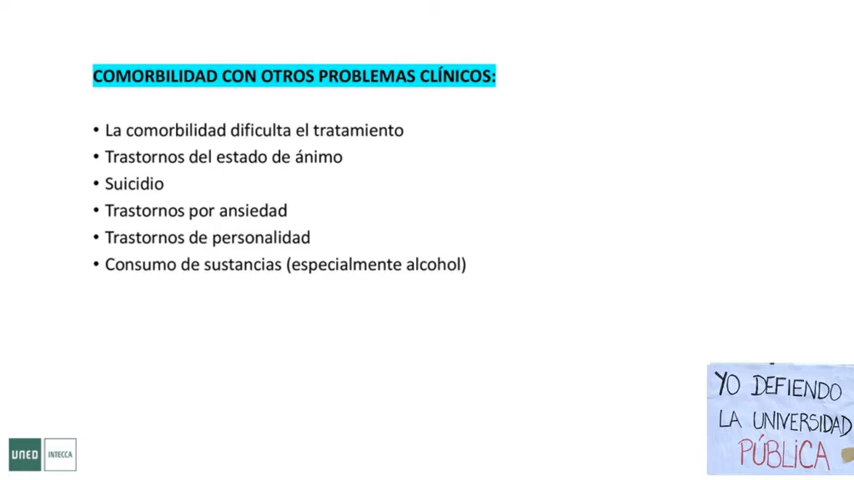 COMORBILIDAD CON OTROS PROBLEMAS CLÍNICOS:
• La comorbilidad dificulta el tratamiento
• Trastornos del estado de ánimo
• Suicidio
• Trastornos por ansiedad
• Trastornos de personalidad
• Consumo de sustancias (especialmente alcohol)
YO DEFIENDO
LA UNIVERSIDAD
PÚBLICA
UNED INTECCA